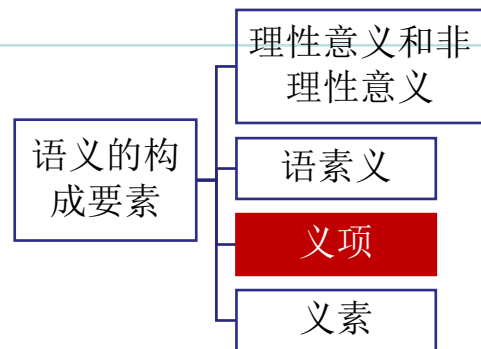 理性意义和非
理性意义
语义的构
成要素
语素义
义项
义素